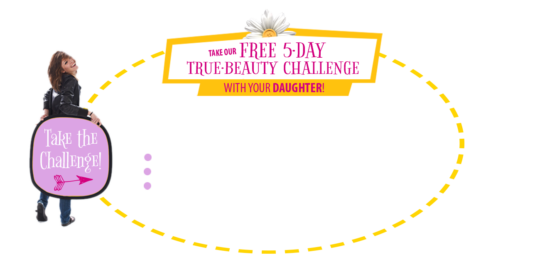 TAKE OUR FREE 5-DAY
TRUE-BEAUTY CHALLENGE
WITH YOUR DAUGHTER!
Take the
Challenge!